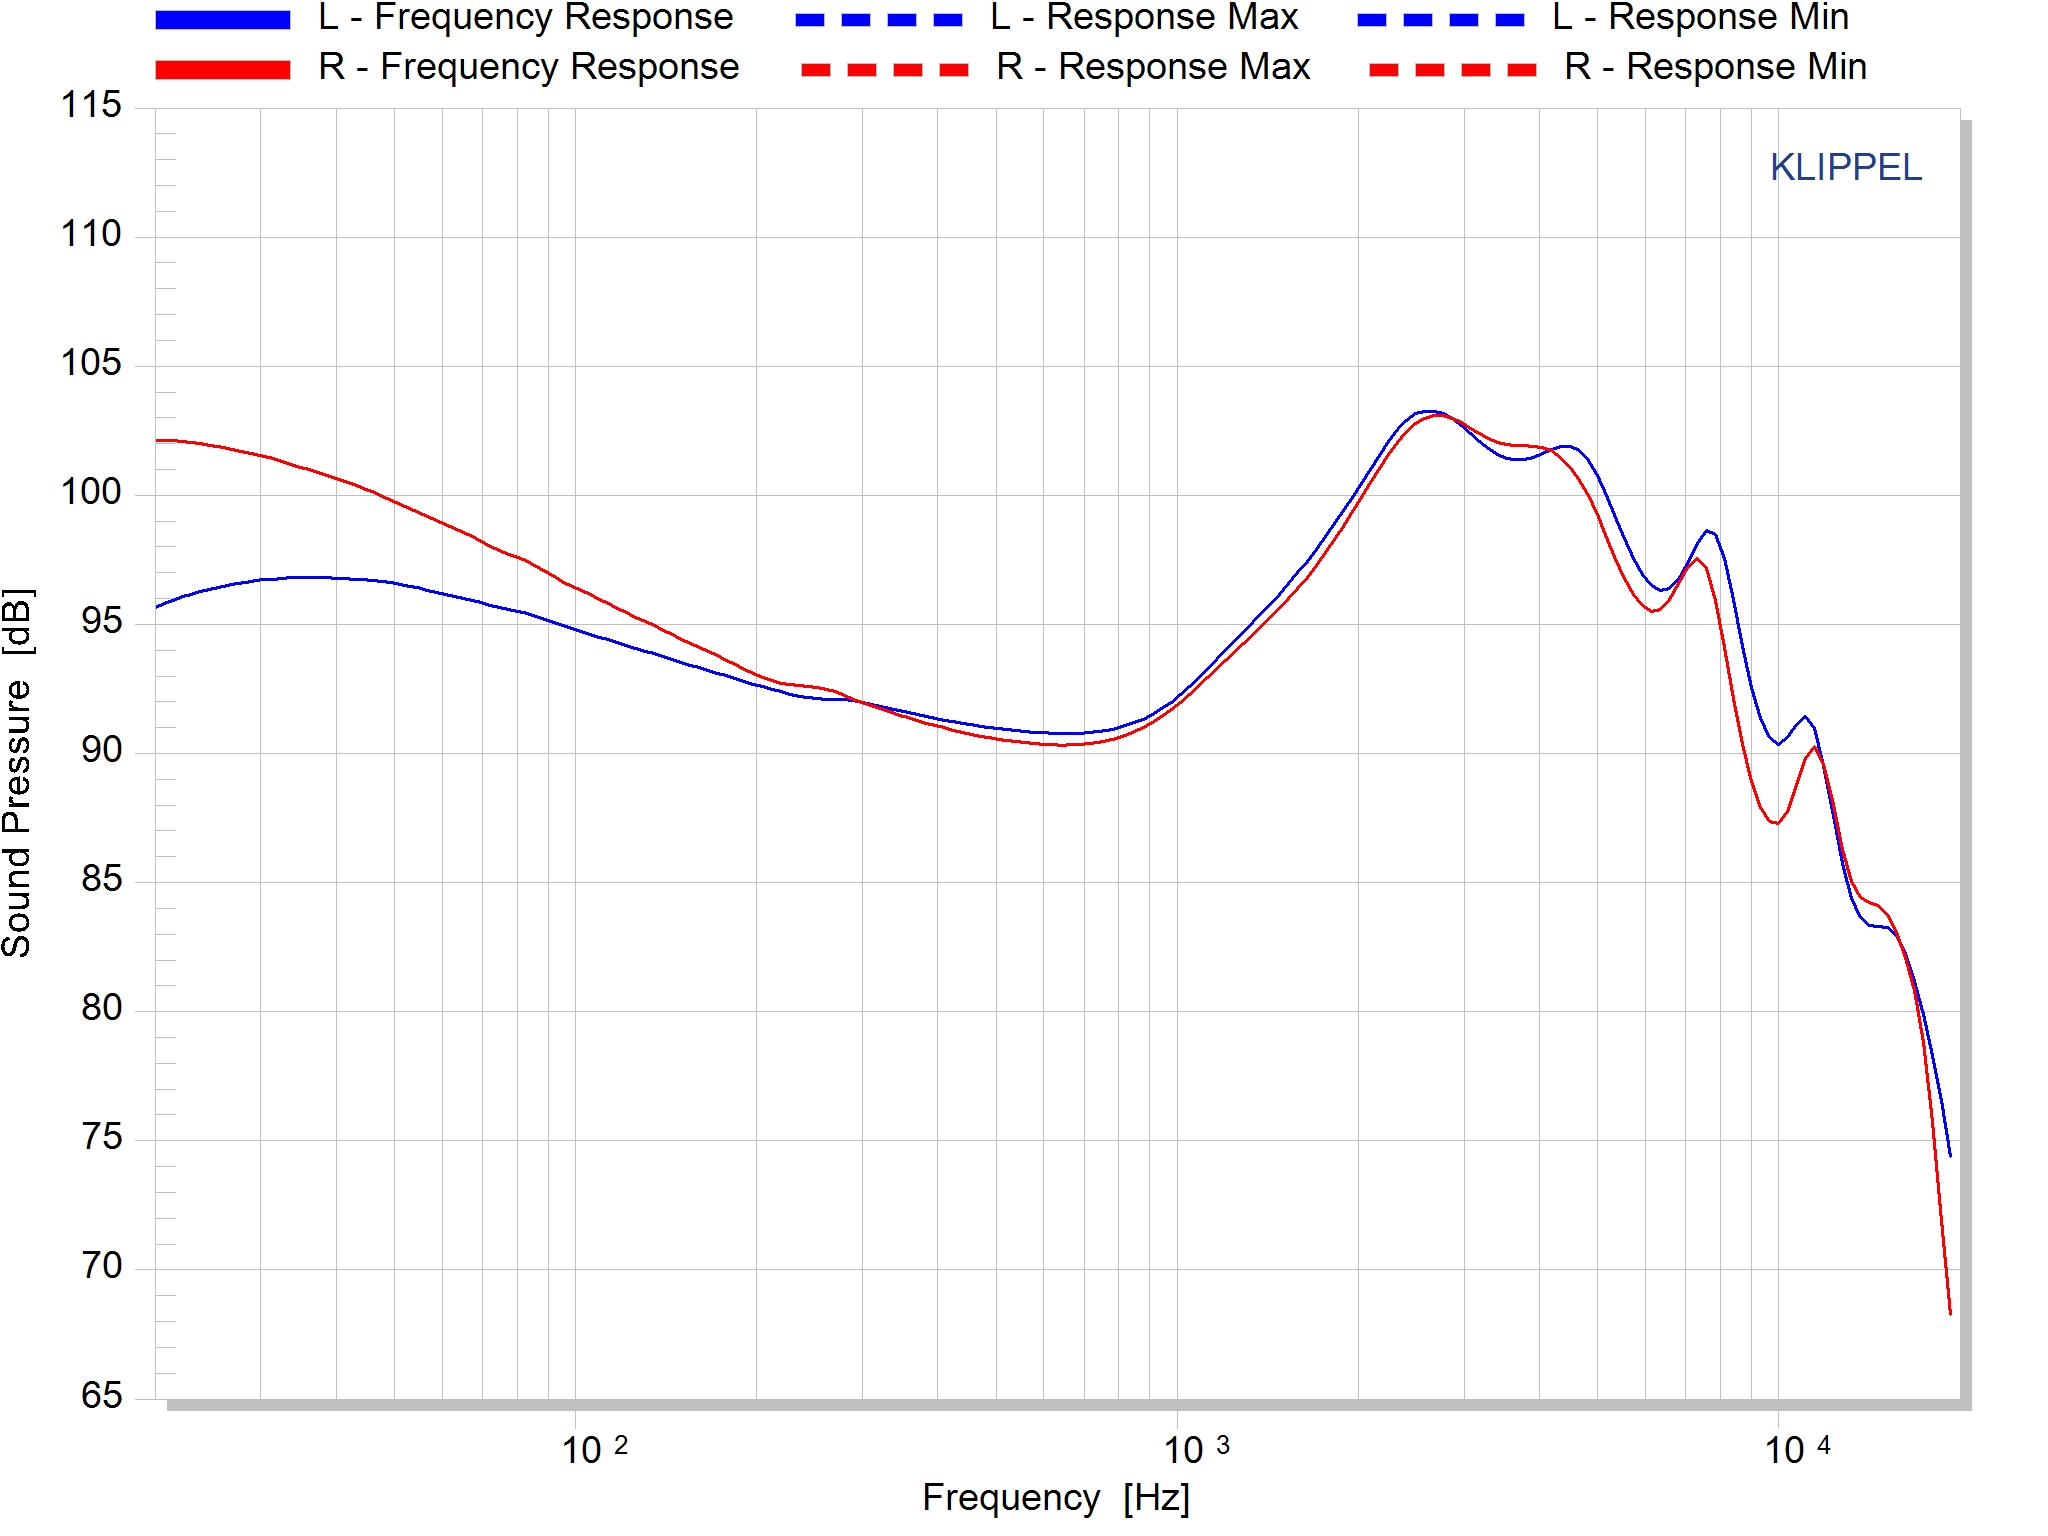 L - Frequency Response L - Response Max L - Response Min
R - Frequency Response R - Response Max R - Response Min
KLIPPEL
115
110
105
100
95
90
85
80
75
70
65
Sound Pressure [dB]
10 2 10 3 10 4
Frequency [Hz]